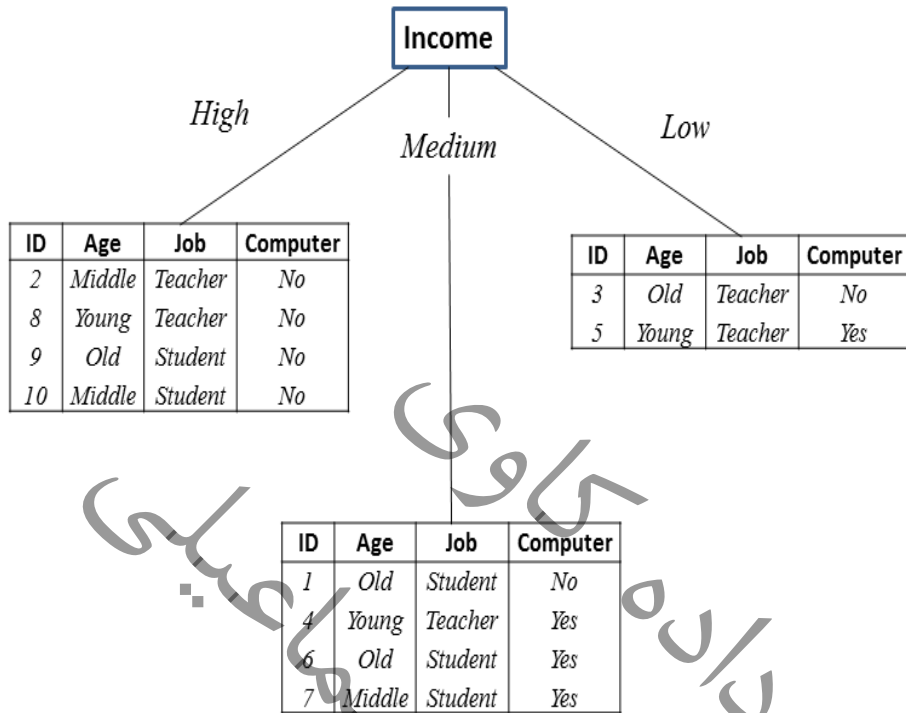 Income
High
Medium
Low
ID Age Job Computer
2 Middle Teacher No
8 Young Teacher No
9 Old Student No
10 Middle Student No
ID Age Job Computer
3 Old Teacher No
5 Young Teacher Yes
ID Age Job Computer
1 Old Student No
4 Young Teacher Yes
6 Old Student Yes
7 Middle Student Yes
داده کاوی